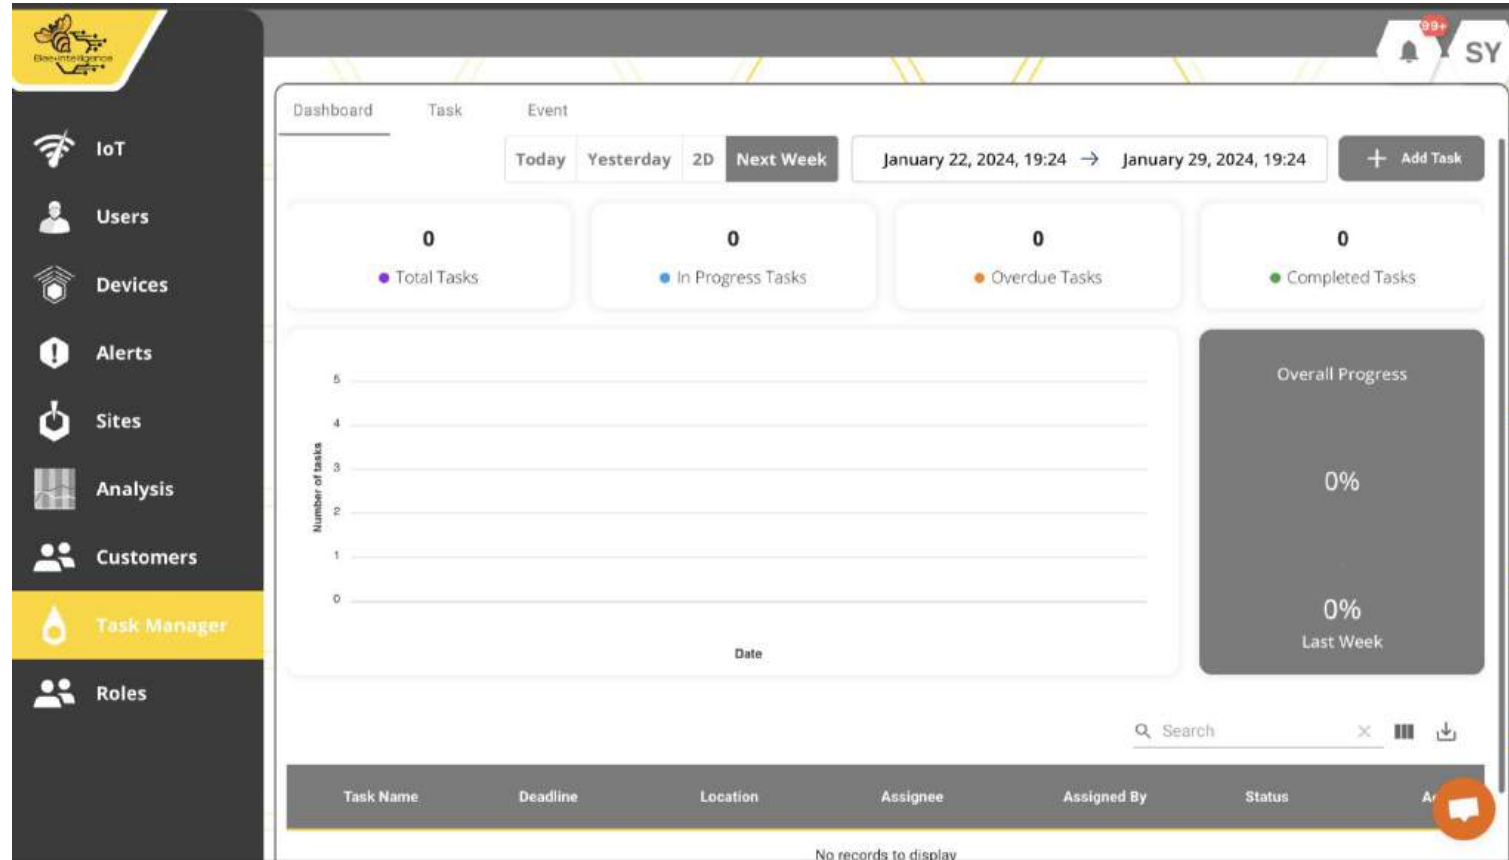 Bee-Intelligence
99+
SY
IoT
Users
Devices
Alerts
Sites
Analysis
Customers
Task Manager
Roles
Dashboard Task Event
Today Yesterday 2D Next Week January 22, 2024, 19:24 → January 29, 2024, 19:24 + Add Task
0 0 0 0
Total Tasks In Progress Tasks Overdue Tasks Completed Tasks
5
4
3
2
1
0
Number of tasks
Date
Overall Progress
0%
0%
Last Week
Search
Task Name Deadline Location Assignee Assigned By Status
No records to display